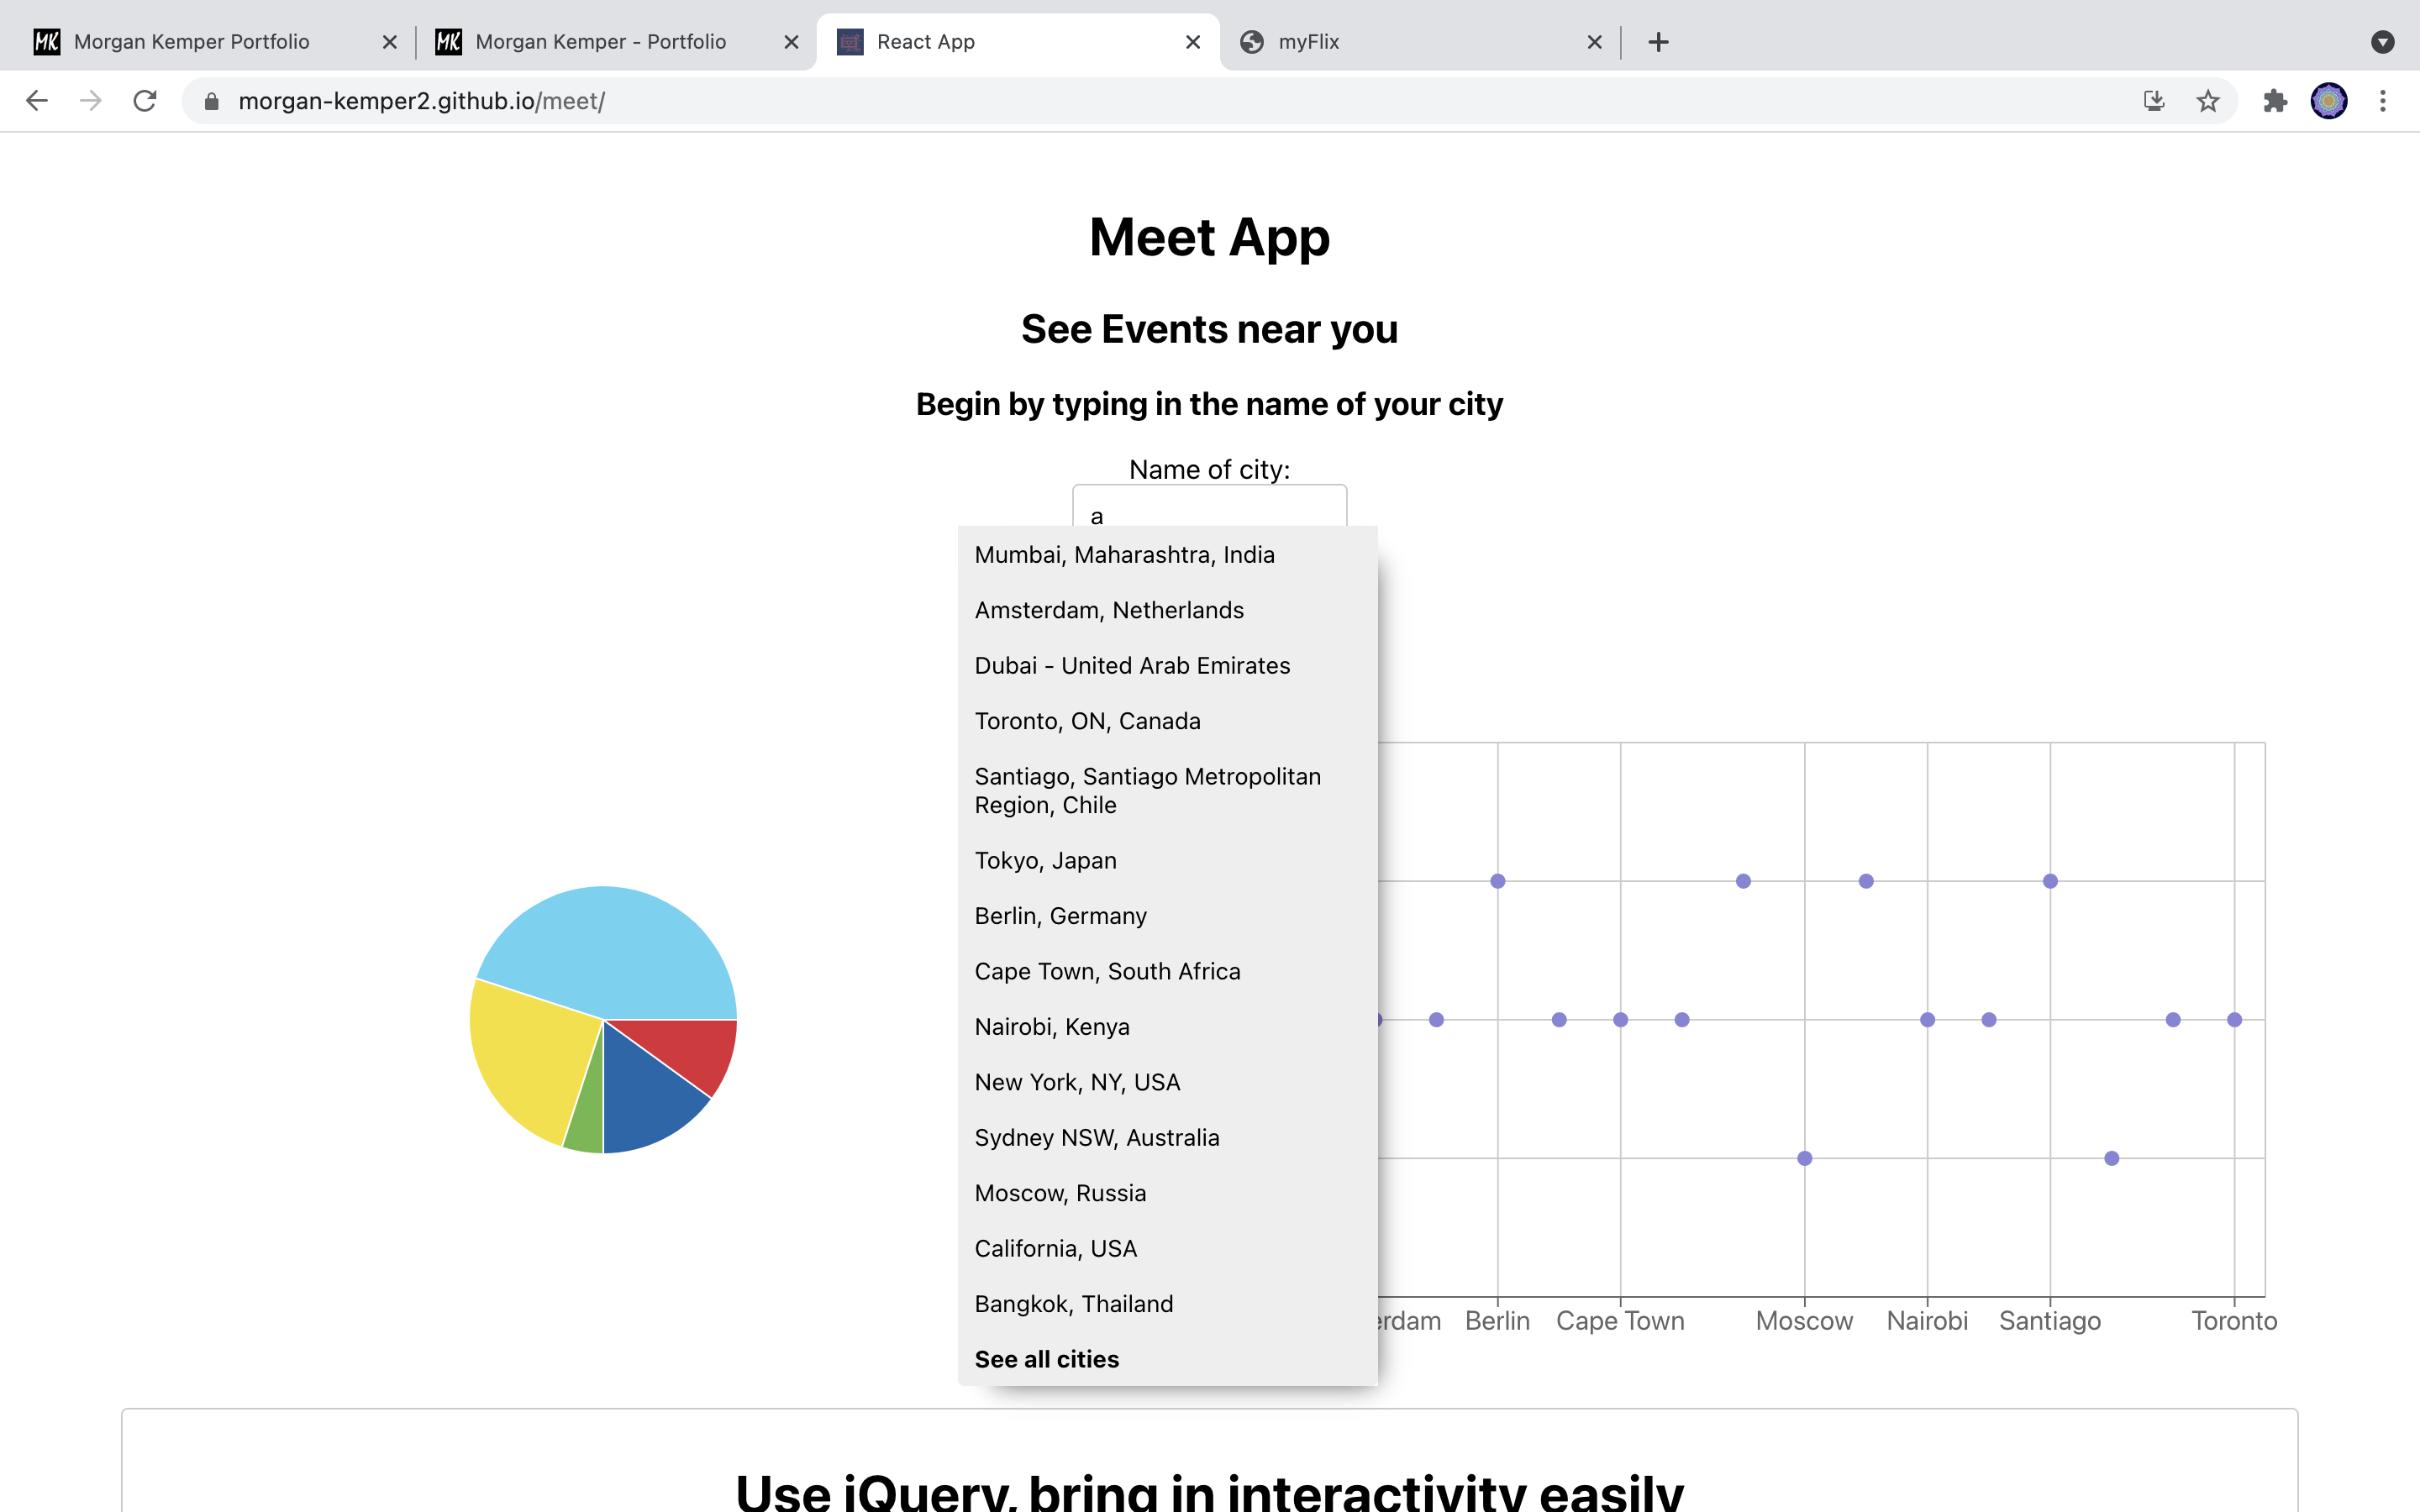 Morgan Kemper Portfolio
Morgan Kemper - Portfolio
React App
myFlix
morgan-kemper2.github.io/meet/
Meet App
See Events near you
Begin by typing in the name of your city
Name of city:
a
Mumbai, Maharashtra, India
Amsterdam, Netherlands
Dubai - United Arab Emirates
Toronto, ON, Canada
Santiago, Santiago Metropolitan
Region, Chile
Tokyo, Japan
Berlin, Germany
Cape Town, South Africa
Nairobi, Kenya
New York, NY, USA
Sydney NSW, Australia
Moscow, Russia
California, USA
Bangkok, Thailand
See all cities
erdam Berlin Cape Town Moscow Nairobi Santiago Toronto
Use jQuery, bring in interactivity easily